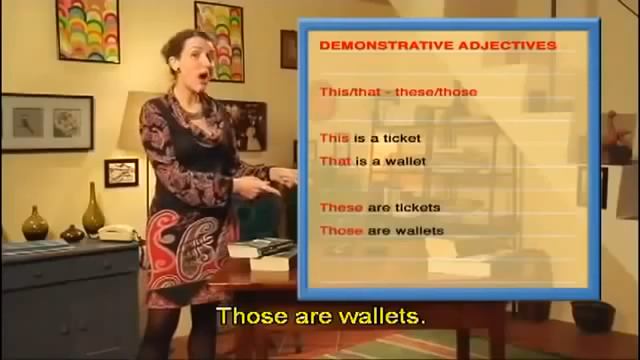 DEMONSTRATIVE ADJECTIVES
This/that - these/those
This is a ticket
That is a wallet
These are tickets
Those are wallets
Those are wallets.